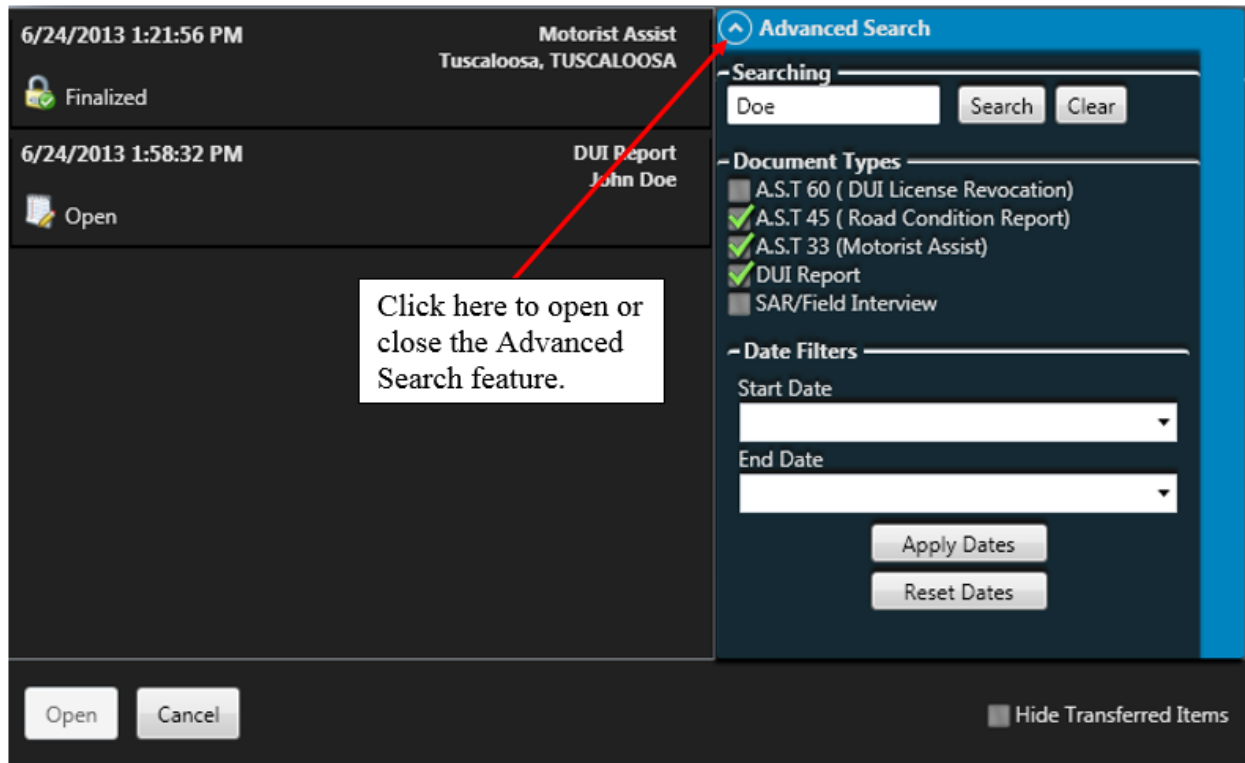 6/24/2013 1:21:56 PM
Motorist Assist
Tuscaloosa, TUSCALOOSA
Finalized
6/24/2013 1:58:32 PM
DUI Report
John Doe
Open
Click here to open or
close the Advanced
Search feature.
Advanced Search
Searching
Doe
Search
Clear
Document Types
A.S.T 60 ( DUI License Revocation)
A.S.T 45 ( Road Condition Report)
A.S.T 33 (Motorist Assist)
DUI Report
SAR/Field Interview
Date Filters
Start Date
End Date
Apply Dates
Reset Dates
Open
Cancel
Hide Transferred Items